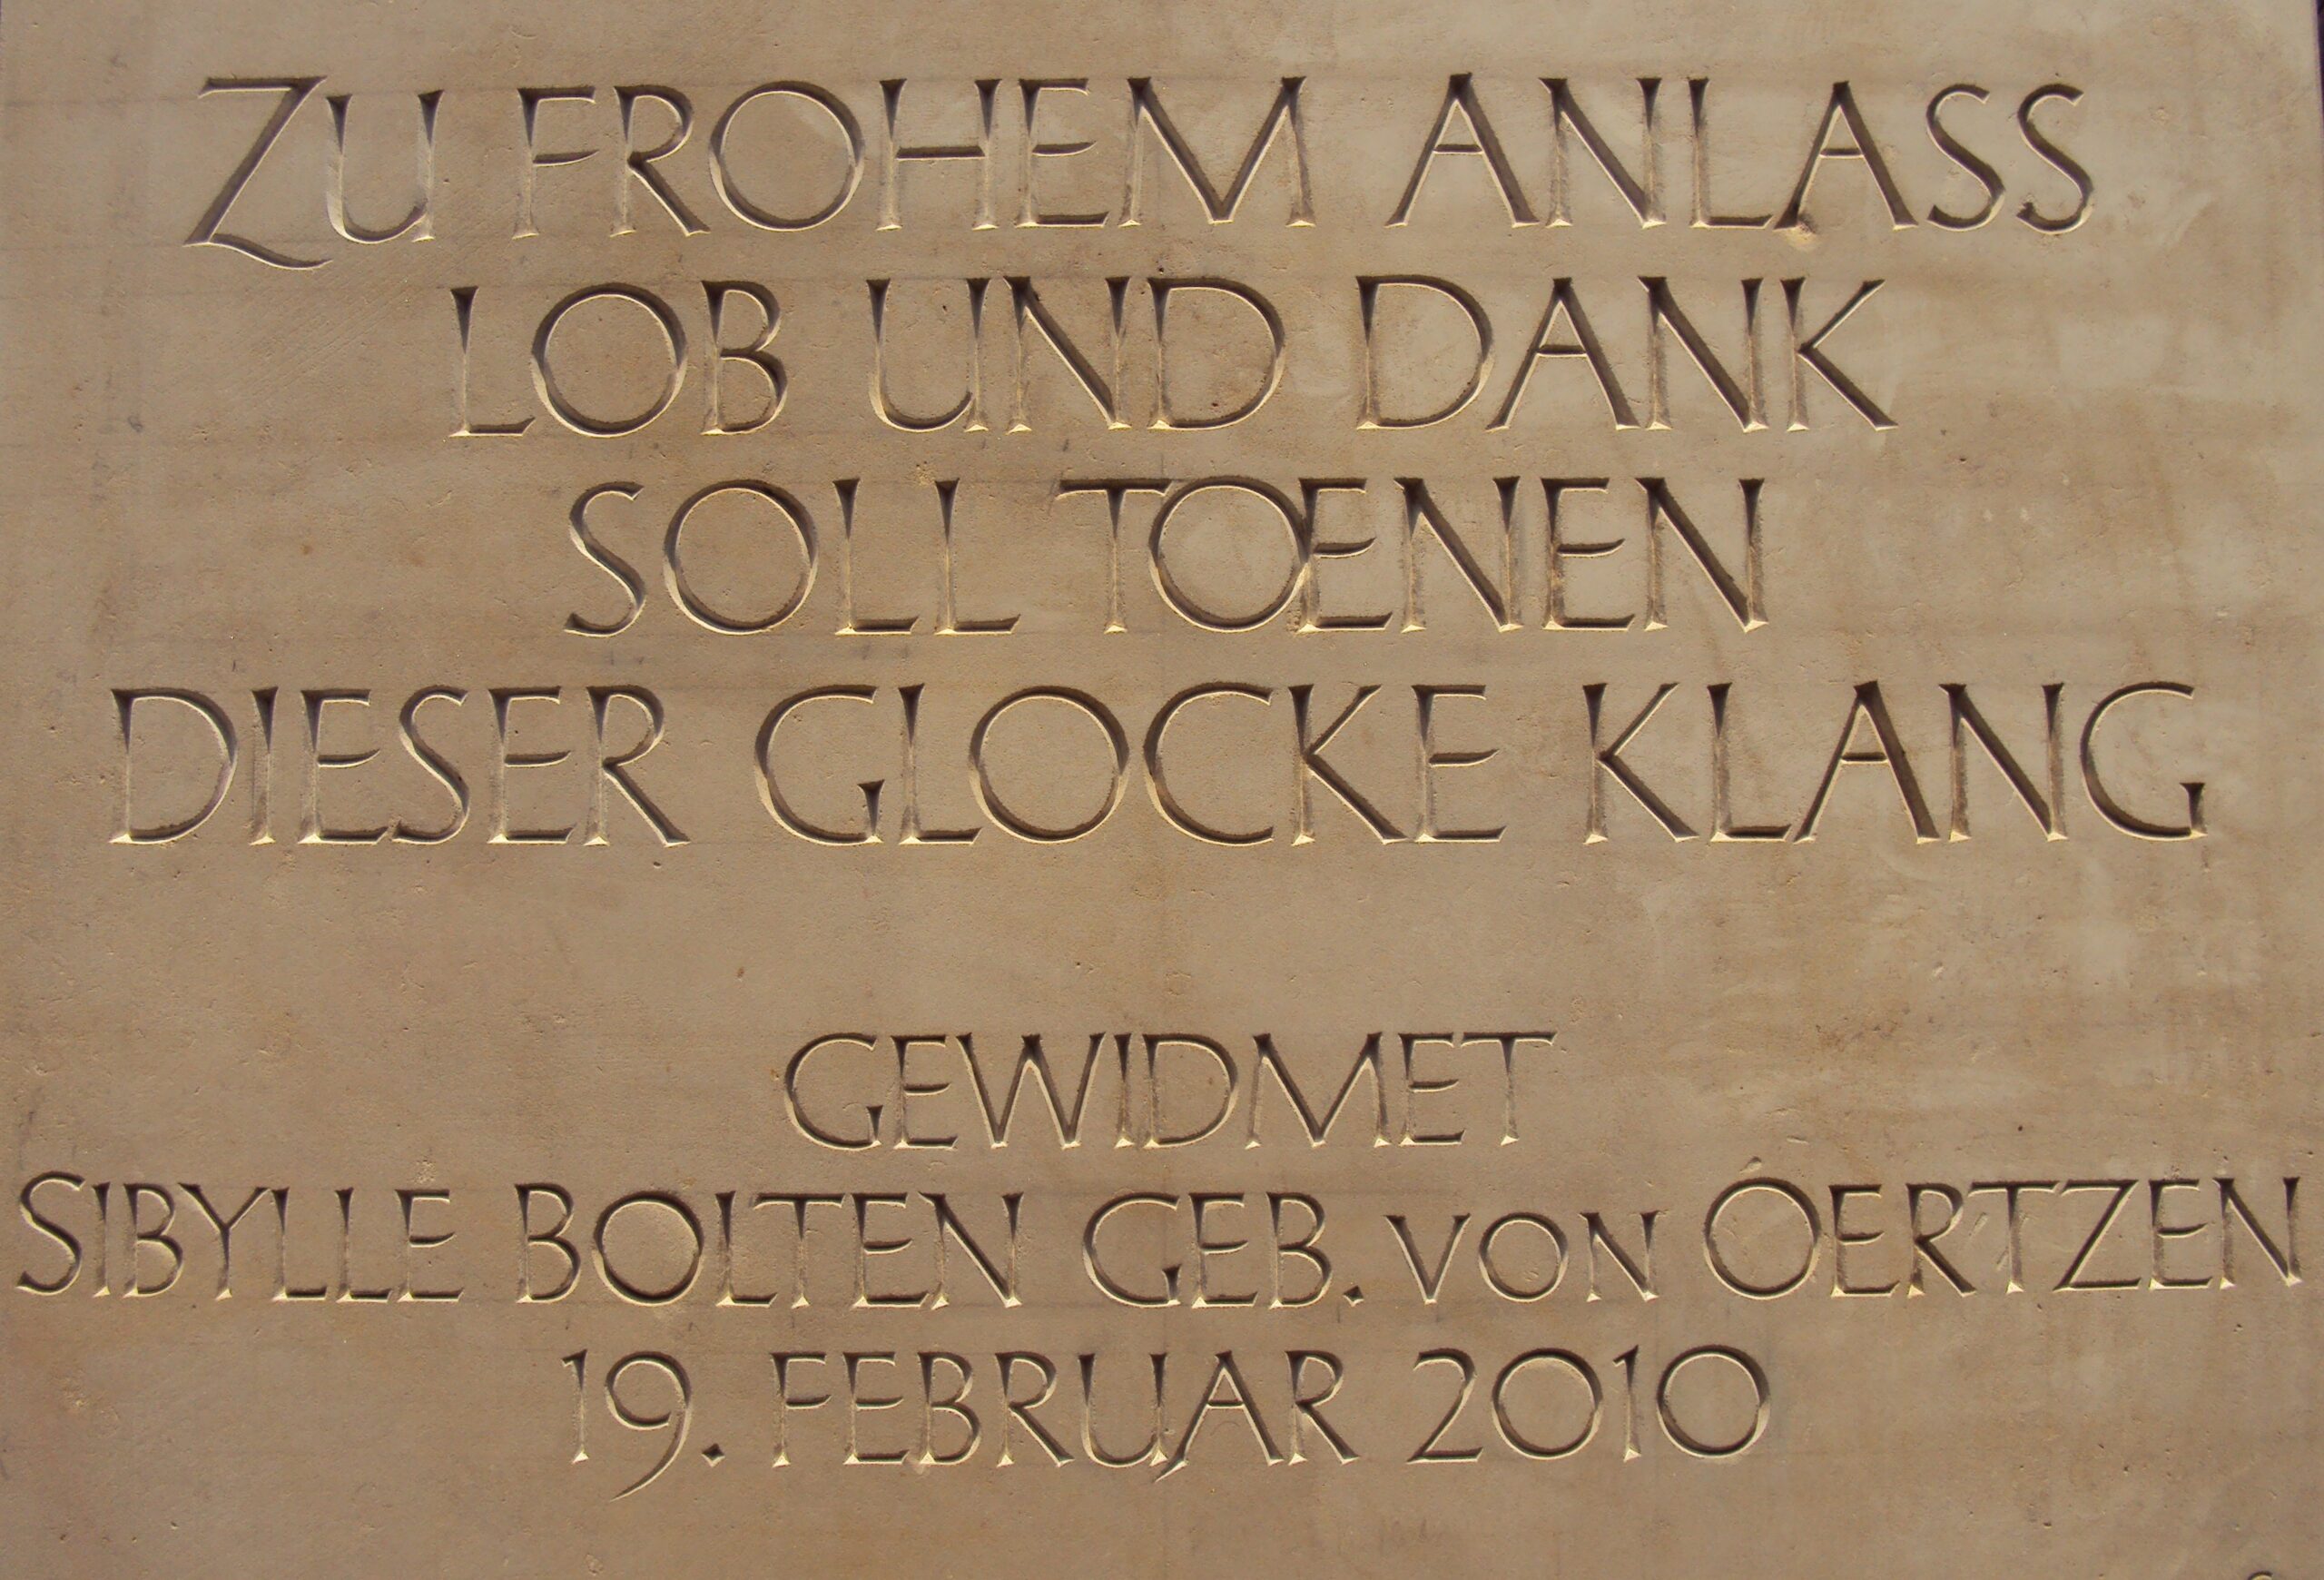 ZU FROHEM ANLASS
LOB UND DANK
SOLL TOENEN
DIESER GLOCKE KLANG
GEWIDMET
SIBYLLE BOLTEN GEB. VON OERTZEN
19. FEBRUAR 2010